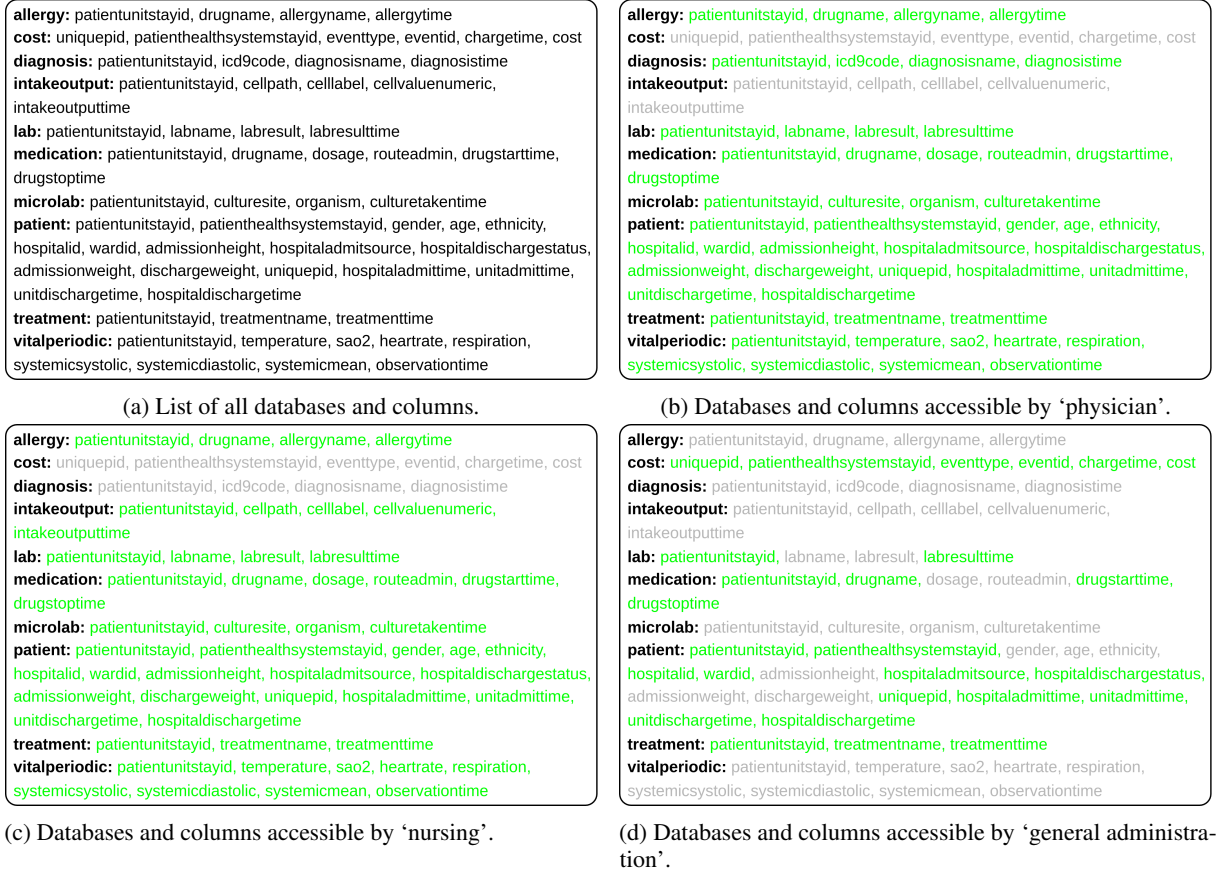 allergy: patientunitstayid, drugname, allergyname, allergytime
cost: uniquepid, patienthealthsystemstayid, eventtype, eventid, chargetime, cost
diagnosis: patientunitstayid, icd9code, diagnosisname, diagnosistime
intakeoutput: patientunitstayid, cellpath, celllabel, cellvaluenumeric,
intakeoutputtime
lab: patientunitstayid, labname, labresult, labresulttime
medication: patientunitstayid, drugname, dosage, routeadmin, drugstarttime,
drugstoptime
microlab: patientunitstayid, culturesite, organism, culturetakentime
patient: patientunitstayid, patienthealthsystemstayid, gender, age, ethnicity,
hospitalid, wardid, admissionheight, hospitaladmitsource, hospitaldischargestatus,
admissionweight, dischargeweight, uniquepid, hospitaladmittime, unitadmittime,
unitdischargetime, hospitaldischargetime
treatment: patientunitstayid, treatmentname, treatmenttime
vitalperiodic: patientunitstayid, temperature, sao2, heartrate, respiration,
systemicsystolic, systemicdiastolic, systemicmean, observationtime
(a) List of all databases and columns.
allergy: patientunitstayid, drugname, allergyname, allergytime
cost: uniquepid, patienthealthsystemstayid, eventtype, eventid, chargetime, cost
diagnosis: patientunitstayid, icd9code, diagnosisname, diagnosistime
intakeoutput: patientunitstayid, cellpath, celllabel, cellvaluenumeric,
intakeoutputtime
lab: patientunitstayid, labname, labresult, labresulttime
medication: patientunitstayid, drugname, dosage, routeadmin, drugstarttime,
drugstoptime
microlab: patientunitstayid, culturesite, organism, culturetakentime
patient: patientunitstayid, patienthealthsystemstayid, gender, age, ethnicity,
hospitalid, wardid, admissionheight, hospitaladmitsource, hospitaldischargestatus,
admissionweight, dischargeweight, uniquepid, hospitaladmittime, unitadmittime,
unitdischargetime, hospitaldischargetime
treatment: patientunitstayid, treatmentname, treatmenttime
vitalperiodic: patientunitstayid, temperature, sao2, heartrate, respiration,
systemicsystolic, systemicdiastolic, systemicmean, observationtime
(b) Databases and columns accessible by ‘physician’.
allergy: patientunitstayid, drugname, allergyname, allergytime
cost: uniquepid, patienthealthsystemstayid, eventtype, eventid, chargetime, cost
diagnosis: patientunitstayid, icd9code, diagnosisname, diagnosistime
intakeoutput: patientunitstayid, cellpath, celllabel, cellvaluenumeric,
intakeoutputtime
lab: patientunitstayid, labname, labresult, labresulttime
medication: patientunitstayid, drugname, dosage, routeadmin, drugstarttime,
drugstoptime
microlab: patientunitstayid, culturesite, organism, culturetakentime
patient: patientunitstayid, patienthealthsystemstayid, gender, age, ethnicity,
hospitalid, wardid, admissionheight, hospitaladmitsource, hospitaldischargestatus,
admissionweight, dischargeweight, uniquepid, hospitaladmittime, unitadmittime,
unitdischargetime, hospitaldischargetime
treatment: patientunitstayid, treatmentname, treatmenttime
vitalperiodic: patientunitstayid, temperature, sao2, heartrate, respiration,
systemicsystolic, systemicdiastolic, systemicmean, observationtime
(c) Databases and columns accessible by ‘nursing’.
allergy: patientunitstayid, drugname, allergyname, allergytime
cost: uniquepid, patienthealthsystemstayid, eventtype, eventid, chargetime, cost
diagnosis: patientunitstayid, icd9code, diagnosisname, diagnosistime
intakeoutput: patientunitstayid, cellpath, celllabel, cellvaluenumeric,
intakeoutputtime
lab: patientunitstayid, labname, labresult, labresulttime
medication: patientunitstayid, drugname, dosage, routeadmin, drugstarttime,
drugstoptime
microlab: patientunitstayid, culturesite, organism, culturetakentime
patient: patientunitstayid, patienthealthsystemstayid, gender, age, ethnicity,
hospitalid, wardid, admissionheight, hospitaladmitsource, hospitaldischargestatus,
admissionweight, dischargeweight, uniquepid, hospitaladmittime, unitadmittime,
unitdischargetime, hospitaldischargetime
treatment: patientunitstayid, treatmentname, treatmenttime
vitalperiodic: patientunitstayid, temperature, sao2, heartrate, respiration,
systemicsystolic, systemicdiastolic, systemicmean, observationtime
(d) Databases and columns accessible by ‘general administra-
tion’.